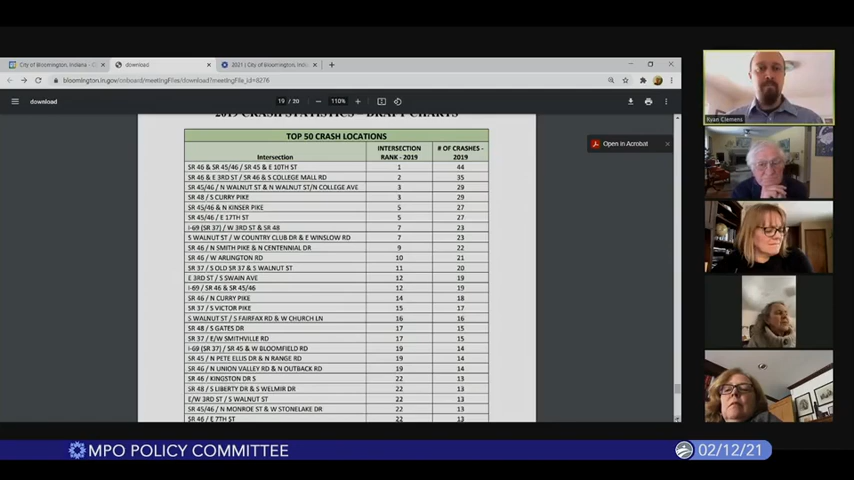 City of Bloomington, Indiana - C
download
2021 | City of Bloomington, Indi
bloomington.in.gov/onboard/meetingFiles/download?meetingFile_id=8276
download
19 / 20
110%
Open in Acrobat
2019 CRASH STATISTICS - DRAFT CHARTS
TOP 50 CRASH LOCATIONS
Intersection INTERSECTION RANK - 2019 # OF CRASHES - 2019
SR 46 & SR 45/46 / SR 45 & E 10TH ST 1 44
SR 46 & E 3RD ST / SR 46 & S COLLEGE MALL RD 2 35
SR 45/46 / N WALNUT ST & N WALNUT ST/N COLLEGE AVE 3 29
SR 48 / S CURRY PIKE 3 29
SR 45/46 & N KINSER PIKE 5 27
SR 45/46 / E 17TH ST 5 27
I-69 (SR 37) / W 3RD ST & SR 48 7 23
S WALNUT ST / W COUNTRY CLUB DR & E WINSLOW RD 7 23
SR 46 / N SMITH PIKE & N CENTENNIAL DR 9 22
SR 46 / W ARLINGTON RD 10 21
SR 37 / S OLD SR 37 & S WALNUT ST 11 20
E 3RD ST / S SWAIN AVE 12 19
I-69 / SR 46 & SR 45/46 12 19
SR 46 / N CURRY PIKE 14 18
SR 37 / S VICTOR PIKE 15 17
S WALNUT ST / S FAIRFAX RD & W CHURCH LN 16 16
SR 48 / S GATES DR 17 15
SR 37 / E/W SMITHVILLE RD 17 15
I-69 (SR 37) / SR 45 & W BLOOMFIELD RD 19 14
SR 45 / N PETE ELLIS DR & N RANGE RD 19 14
SR 46 / N UNION VALLEY RD & N OUTBACK RD 19 14
SR 46 / KINGSTON DR S 22 13
SR 48 / S LIBERTY DR & S WELMIR DR 22 13
E/W 3RD ST / S WALNUT ST 22 13
SR 45/46 / N MONROE ST & W STONELAKE DR 22 13
SR 46 / E 7TH ST 22 13
Ryan Clemens
MPO POLICY COMMITTEE
02/12/21